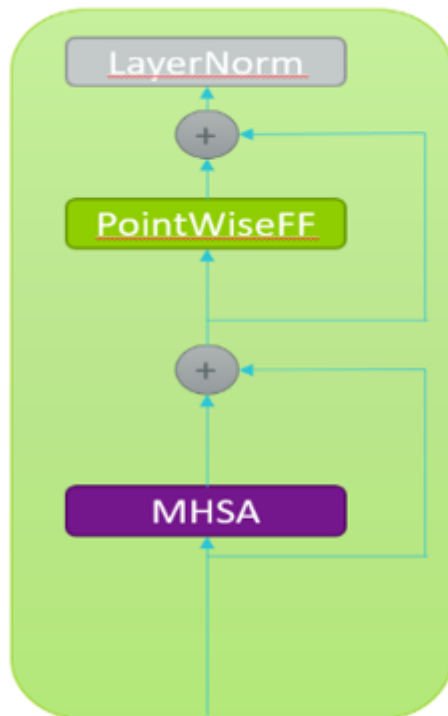 LayerNorm
+
PointWiseFF
+
MHSA